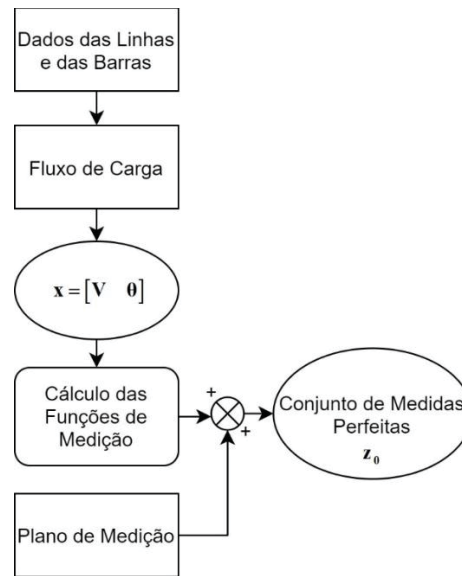 Dados das Linhas
e das Barras
Fluxo de Carga
x = [V θ]
Cálculo das
Funções de
Medição
+
+
Conjunto de Medidas
Perfeitas
z₀
Plano de Medição